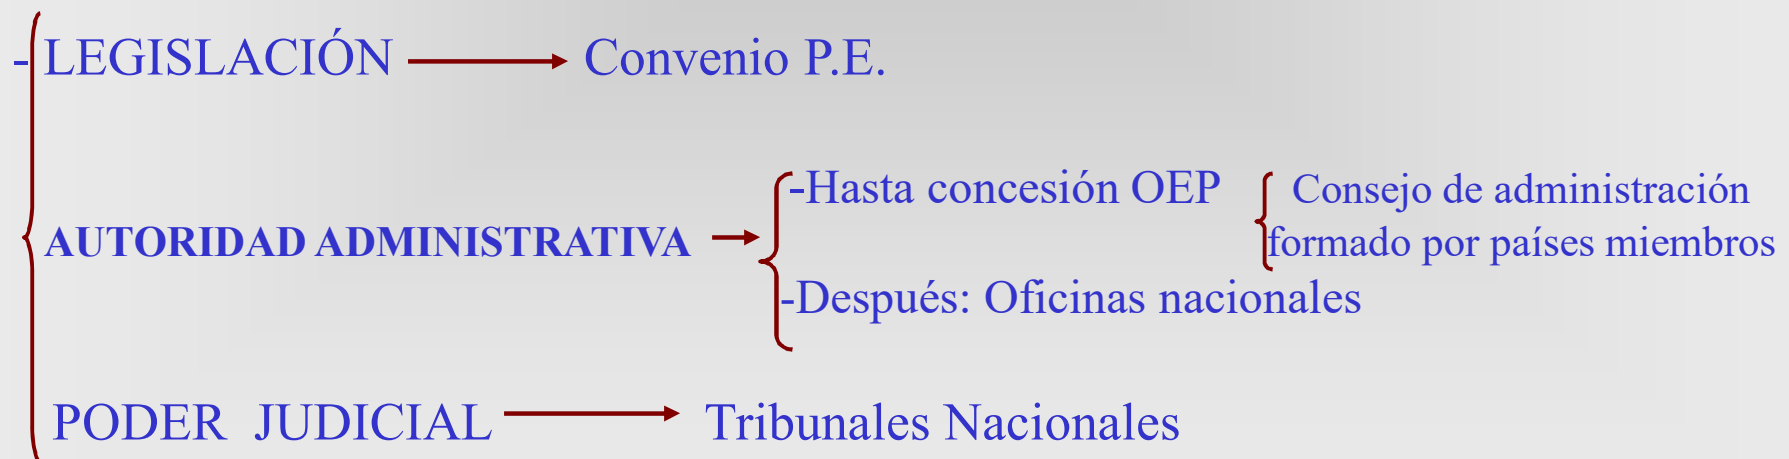 - LEGISLACIÓN Convenio P.E.
-Hasta concesión OEP Consejo de administración
formado por países miembros
AUTORIDAD ADMINISTRATIVA
-Después: Oficinas nacionales
PODER JUDICIAL Tribunales Nacionales